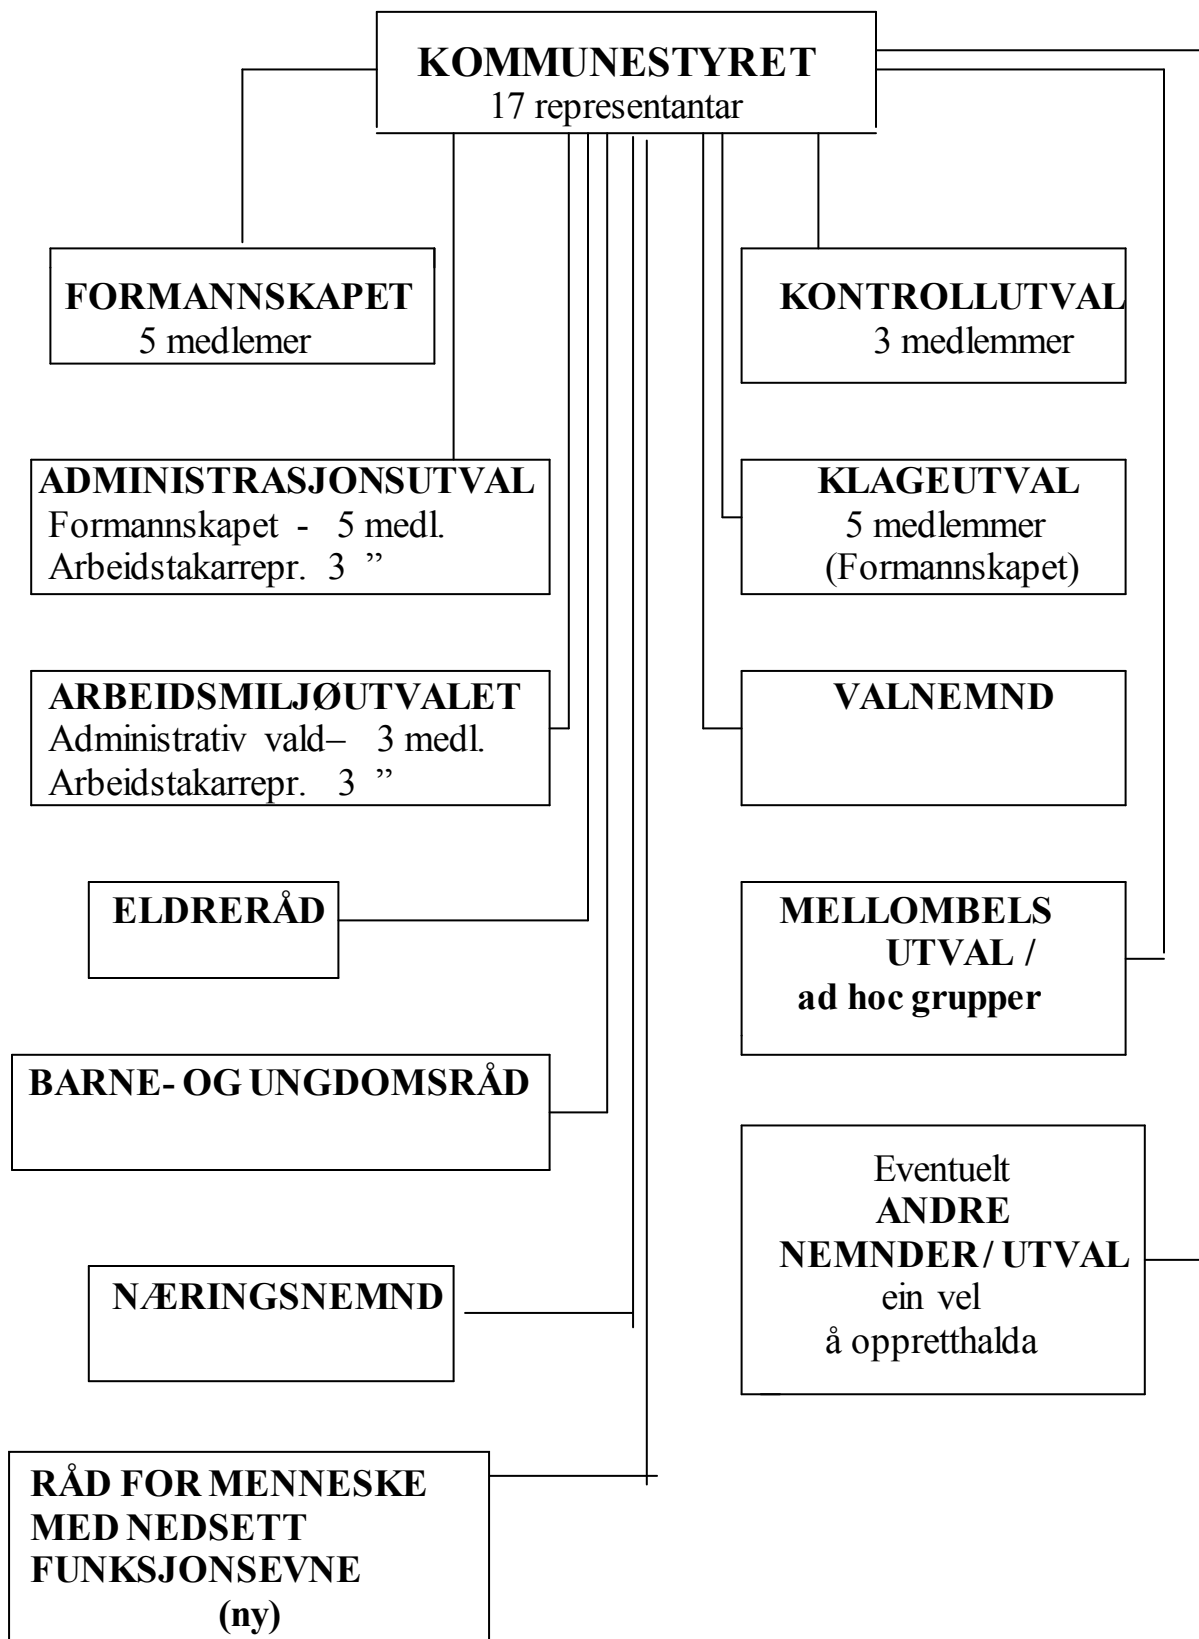 KOMMUNESTYRET
17 representantar
FORMANNSKAPET
5 medlemer
KONTROLLUTVAL
3 medlemmer
ADMINISTRASJONSUTVAL
Formannskapet - 5 medl.
Arbeidstakarrepr. 3 ”
KLAGEUTVAL
5 medlemmer
(Formannskapet)
ARBEIDSMILJØUTVALET
Administrativ vald– 3 medl.
Arbeidstakarrepr. 3 ”
VALNEMND
ELDRERÅD
MELLOMBELS
UTVAL /
ad hoc grupper
BARNE- OG UNGDOMSRÅD
Eventuelt
ANDRE
NEMNDER / UTVAL
ein vel
å oppretthalda
NÆRINGSNEMND
RÅD FOR MENNESKE
MED NEDSETT
FUNKSJONSEVNE
(ny)